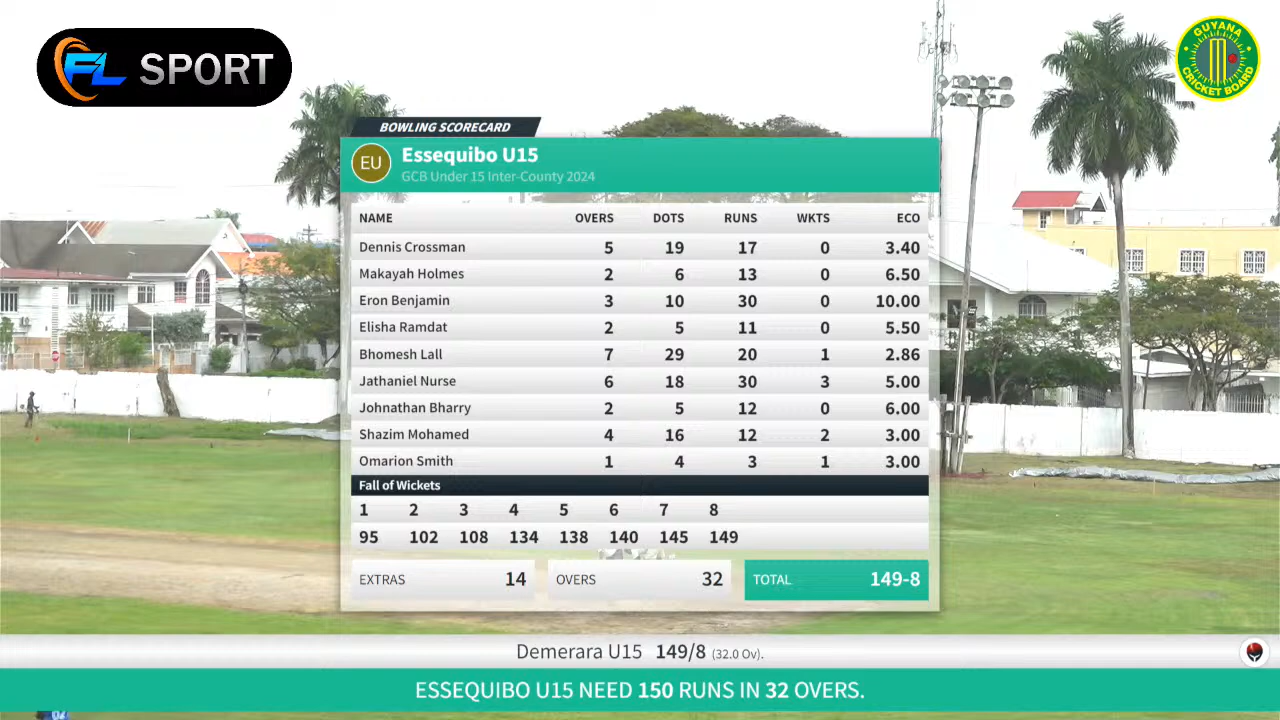 FL SPORT
GUYANA
CRICKET BOARD
BOWLING SCORECARD
EU
Essequibo U15
GCB Under 15 Inter-County 2024
NAME OVERS DOTS RUNS WKTS ECO
Dennis Crossman 5 19 17 0 3.40
Makayah Holmes 2 6 13 0 6.50
Eron Benjamin 3 10 30 0 10.00
Elisha Ramdat 2 5 11 0 5.50
Bhomesh Lall 7 29 20 1 2.86
Jathaniel Nurse 6 18 30 3 5.00
Johnathan Bharry 2 5 12 0 6.00
Shazim Mohamed 4 16 12 2 3.00
Omarion Smith 1 4 3 1 3.00
Fall of Wickets
1 2 3 4 5 6 7 8
95 102 108 134 138 140 145 149
EXTRAS 14 OVERS 32 TOTAL 149-8
Demerara U15 149/8 (32.0 Ov).
ESSEQUIBO U15 NEED 150 RUNS IN 32 OVERS.